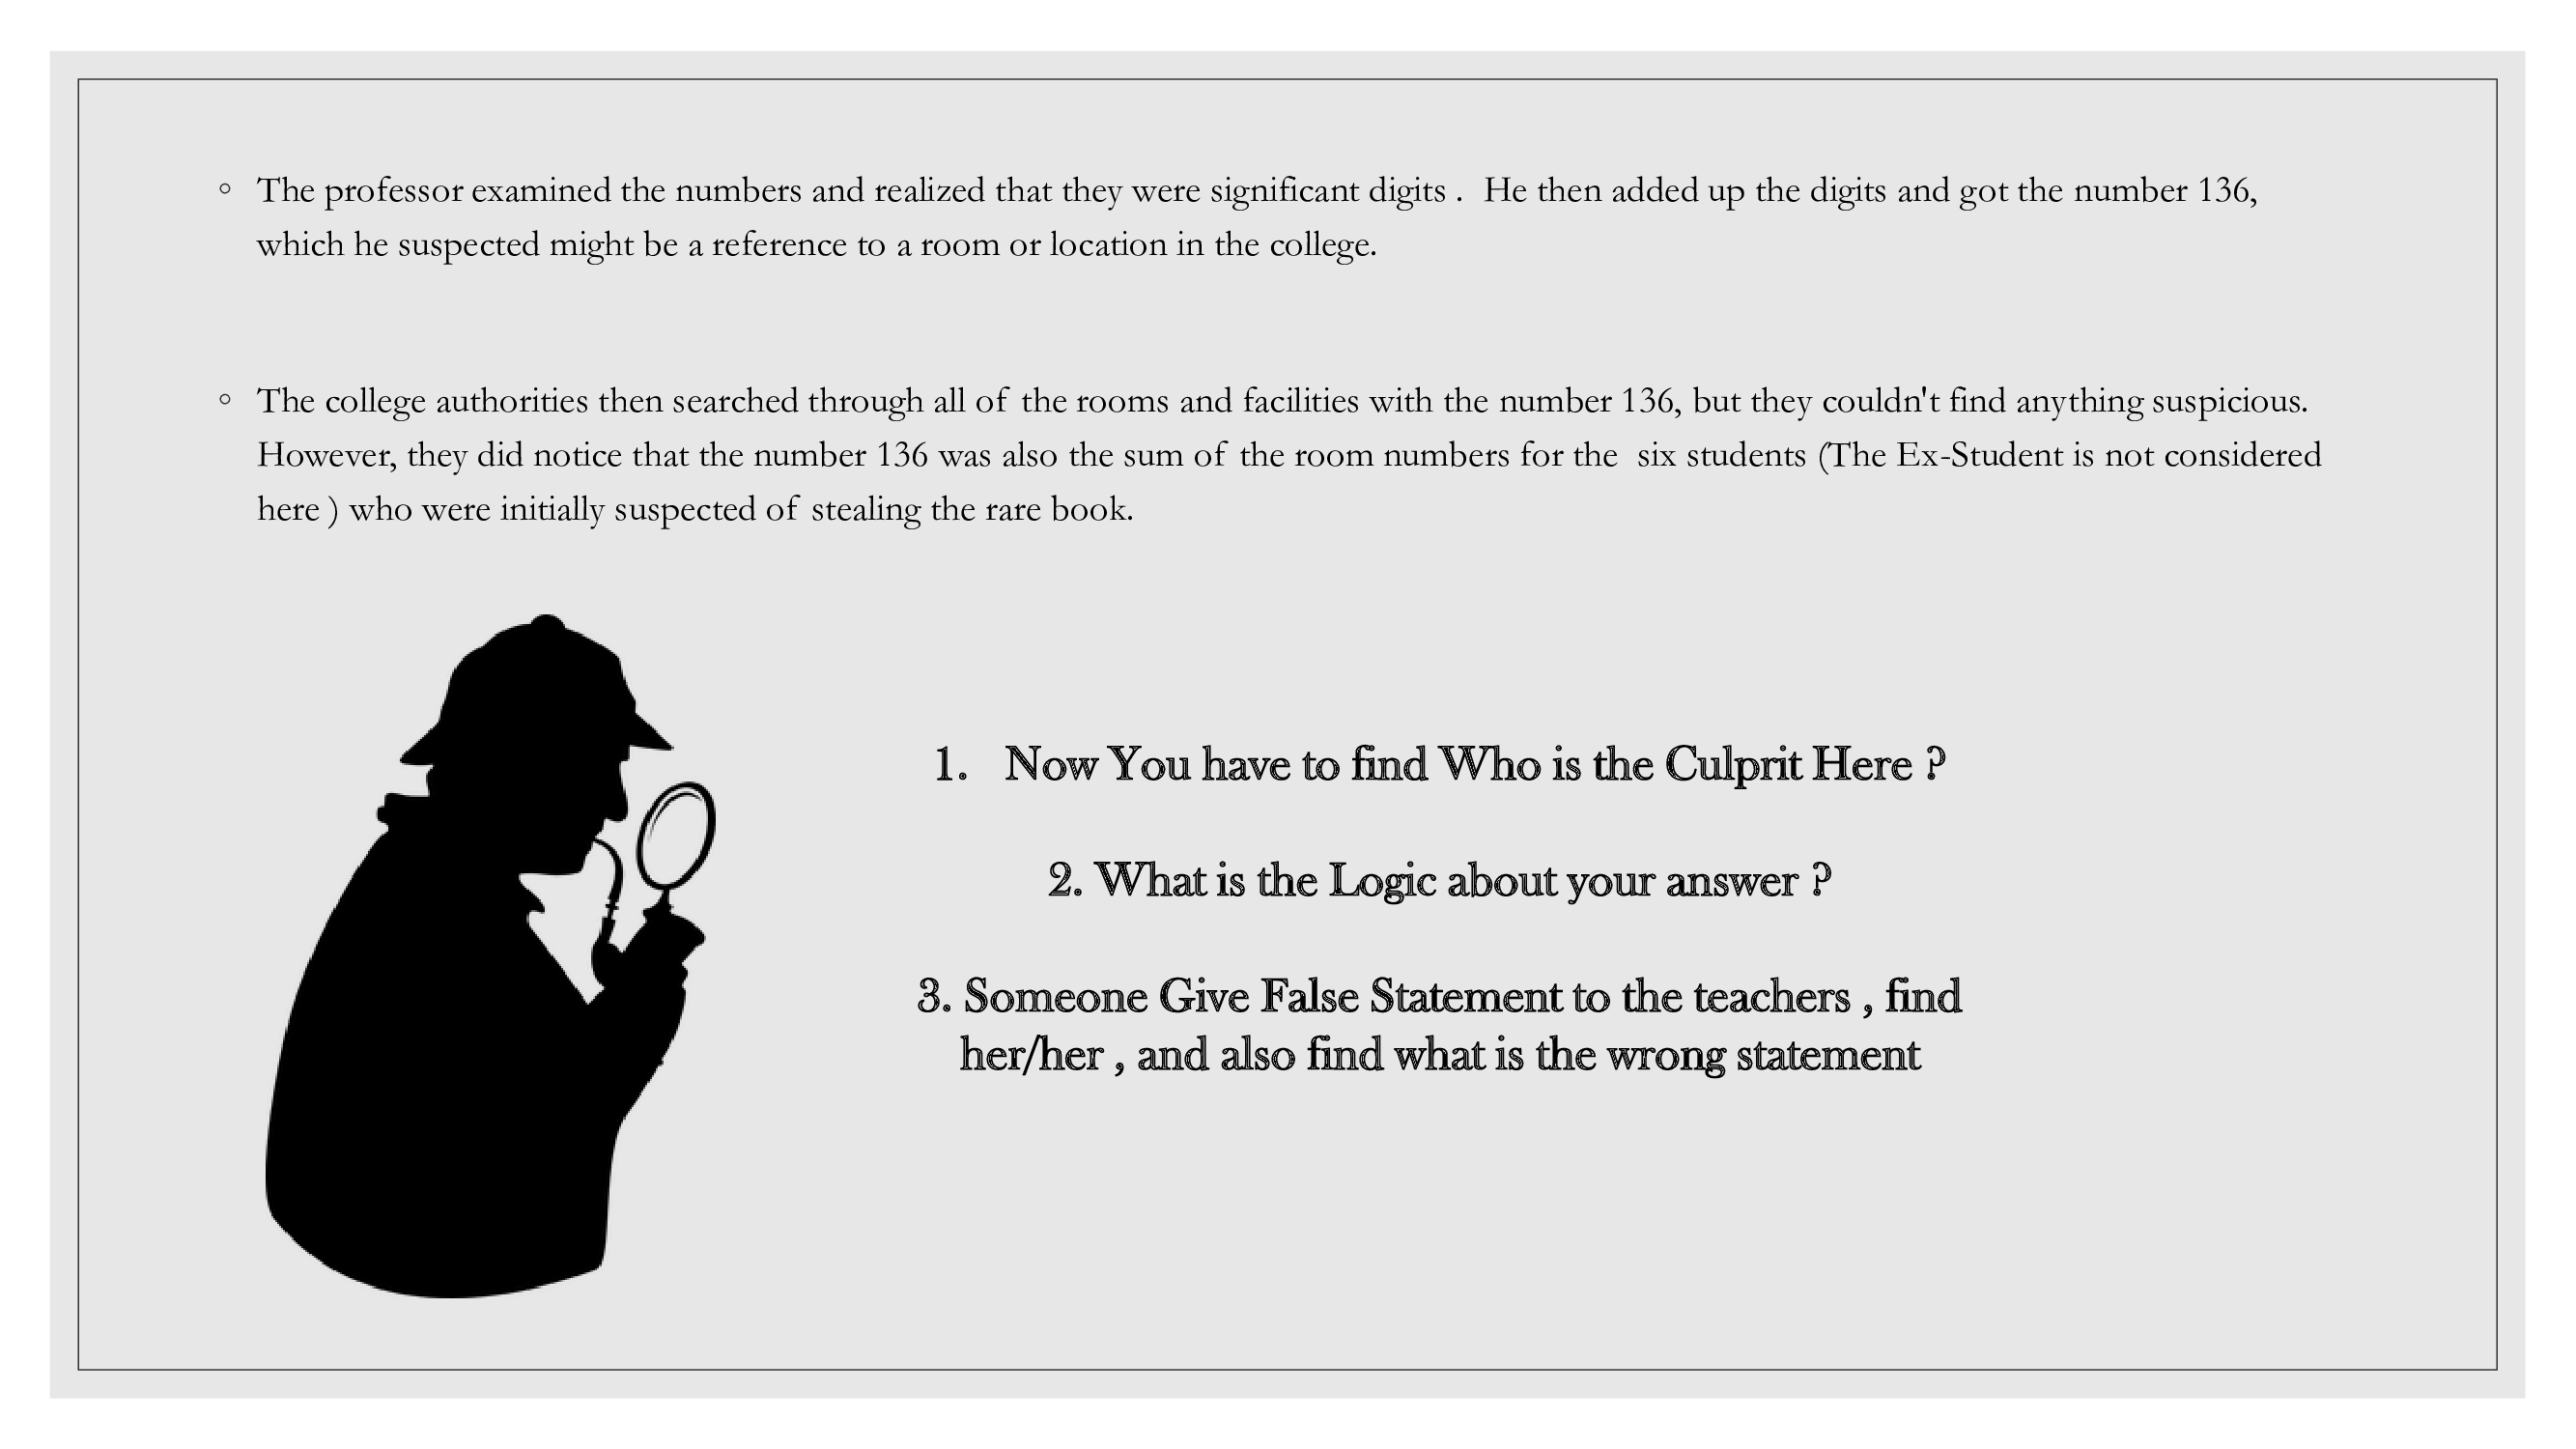 ◦ The professor examined the numbers and realized that they were significant digits .  He then added up the digits and got the number 136,
which he suspected might be a reference to a room or location in the college.
◦ The college authorities then searched through all of the rooms and facilities with the number 136, but they couldn't find anything suspicious.
However, they did notice that the number 136 was also the sum of the room numbers for the  six students (The Ex-Student is not considered
here ) who were initially suspected of stealing the rare book.
1. Now You have to find Who is the Culprit Here ?
2. What is the Logic about your answer ?
3. Someone Give False Statement to the teachers , find
her/her , and also find what is the wrong statement